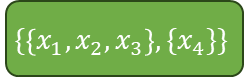 {{x₁, x₂, x₃}, {x₄}}